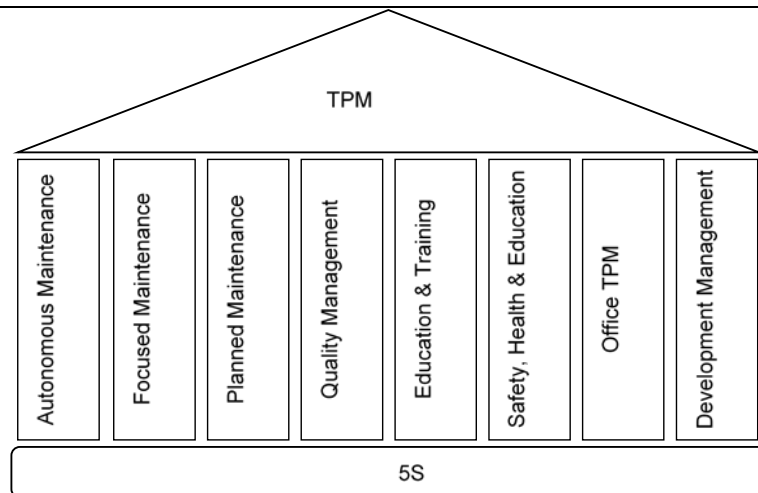 TPM
Autonomous Maintenance
Focused Maintenance
Planned Maintenance
Quality Management
Education & Training
Safety, Health & Education
Office TPM
Development Management
5S